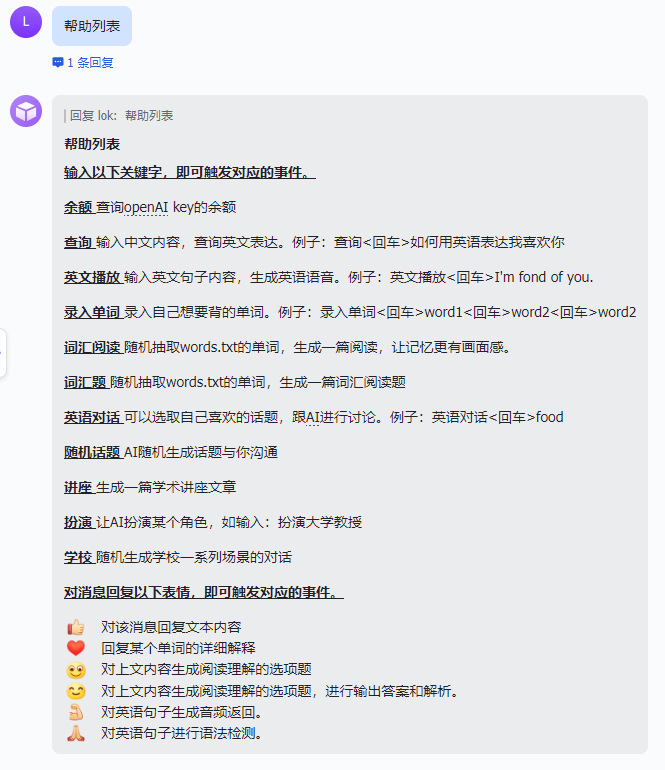 L
帮助列表
1 条回复
回复 lok: 帮助列表
帮助列表
输入以下关键字，即可触发对应的事件。
余额 查询openAI key的余额
查询 输入中文内容，查询英文表达。例子：查询<回车>如何用英语表达我喜欢你
英文播放 输入英文句子内容，生成英语语音。例子：英文播放<回车>I'm fond of you.
录入单词 录入自己想要背的单词。例子：录入单词<回车>word1<回车>word2<回车>word2
词汇阅读 随机抽取words.txt的单词，生成一篇阅读，让记忆更有画面感。
词汇题 随机抽取words.txt的单词，生成一篇词汇阅读题
英语对话 可以选取自己喜欢的话题，跟AI进行讨论。例子：英语对话<回车>food
随机话题 AI随机生成话题与你沟通
讲座 生成一篇学术讲座文章
扮演 让AI扮演某个角色，如输入：扮演大学教授
学校 随机生成学校一系列场景的对话
对消息回复以下表情，即可触发对应的事件。
👍 对该消息回复文本内容
❤️ 回复某个单词的详细解释
🙂 对上文内容生成阅读理解的选项题
😊 对上文内容生成阅读理解的选项题，进行输出答案和解析。
💪 对英语句子生成音频返回。
🙏 对英语句子进行语法检测。